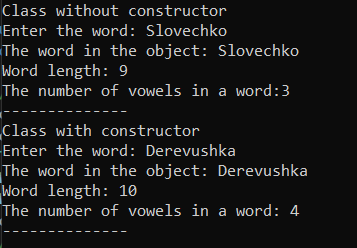 Class without constructor
Enter the word: Slovechko
The word in the object: Slovechko
Word length: 9
The number of vowels in a word:3
--------------
Class with constructor
Enter the word: Derevushka
The word in the object: Derevushka
Word length: 10
The number of vowels in a word: 4
--------------